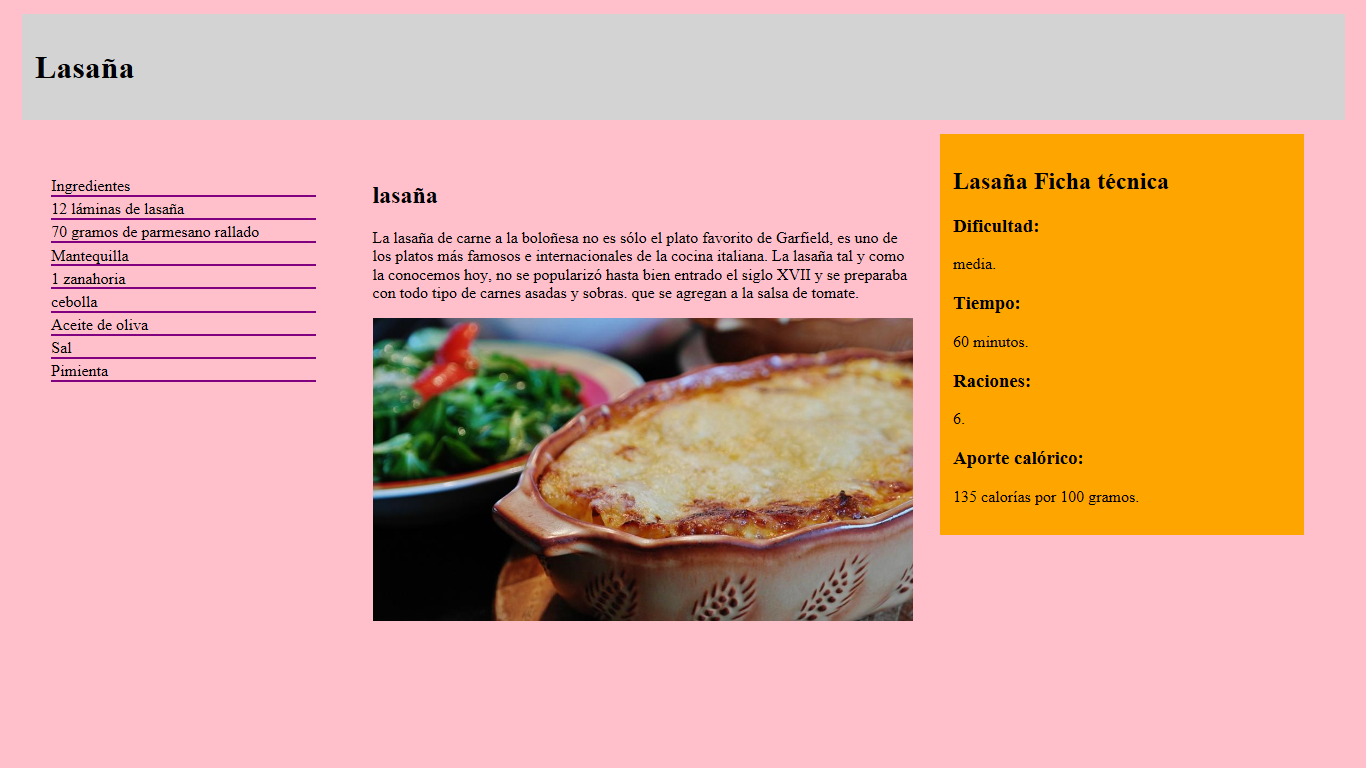 Lasaña
Ingredientes
12 láminas de lasaña
70 gramos de parmesano rallado
Mantequilla
1 zanahoria
cebolla
Aceite de oliva
Sal
Pimienta
lasaña
La lasaña de carne a la boloñesa no es sólo el plato favorito de Garfield, es uno de
los platos más famosos e internacionales de la cocina italiana. La lasaña tal y como
la conocemos hoy, no se popularizó hasta bien entrado el siglo XVII y se preparaba
con todo tipo de carnes asadas y sobras. que se agregan a la salsa de tomate.
Lasaña Ficha técnica
Dificultad:
media.
Tiempo:
60 minutos.
Raciones:
6.
Aporte calórico:
135 calorías por 100 gramos.